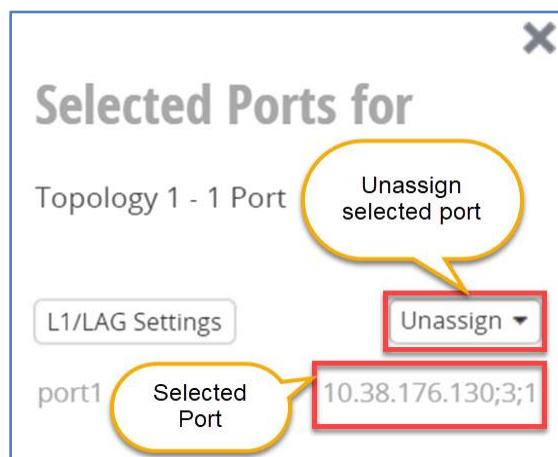 Selected Ports for
Topology 1 - 1 Port
Unassign
selected port
L1/LAG Settings
Unassign
port1
Selected
Port
10.38.176.130;3;1